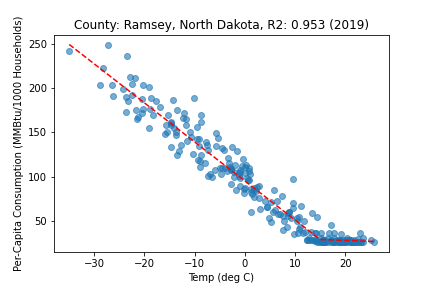 County: Ramsey, North Dakota, R2: 0.953 (2019)
Per-Capita Consumption (MMBtu/1000 Households)
250
200
150
100
50
−30 −20 −10 0 10 20
Temp (deg C)